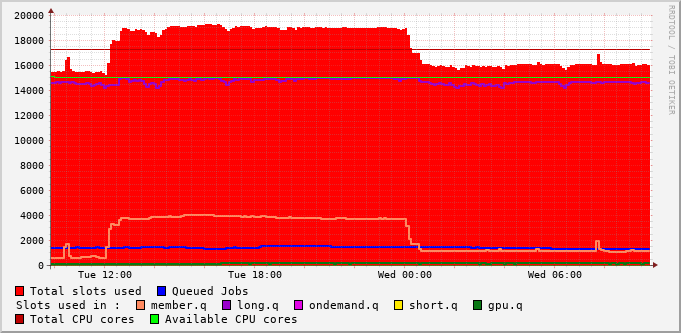 20000
18000
16000
14000
12000
10000
8000
6000
4000
2000
0
Tue 12:00 Tue 18:00 Wed 00:00 Wed 06:00
RRDTOOL / TOBI OETIKER
Total slots used Queued Jobs
Slots used in : member.q long.q ondemand.q short.q gpu.q
Total CPU cores Available CPU cores